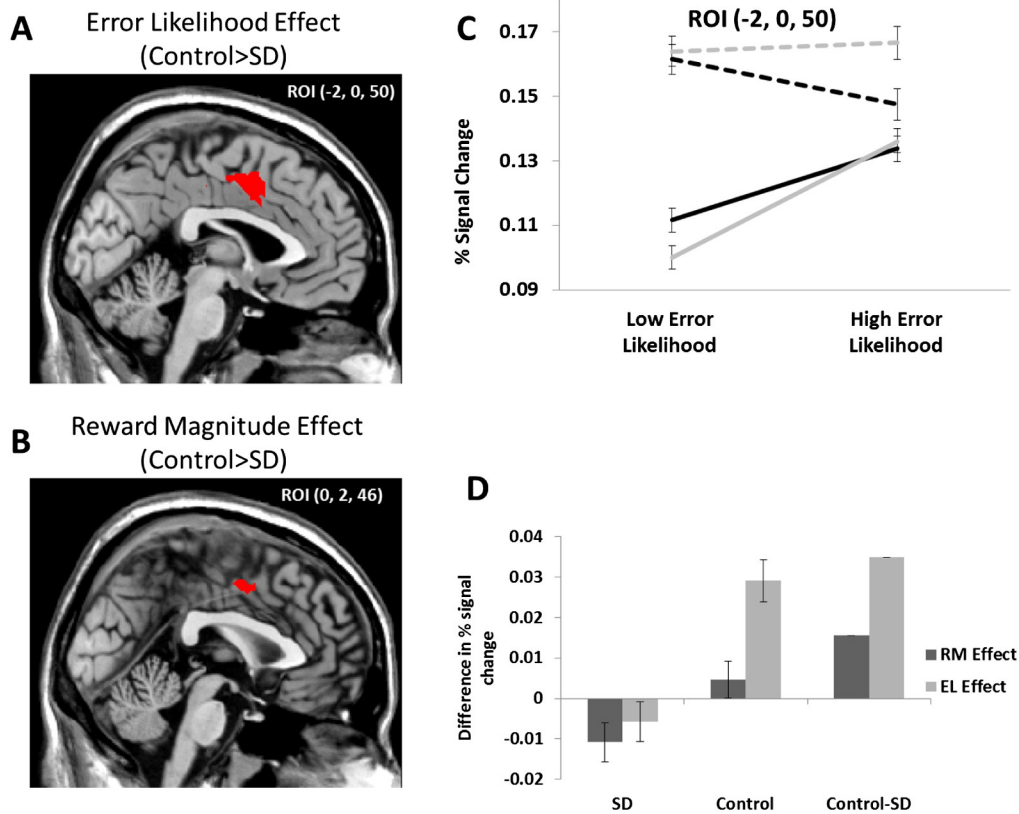 A
Error Likelihood Effect
(Control>SD)
ROI (-2, 0, 50)
B
Reward Magnitude Effect
(Control>SD)
ROI (0, 2, 46)
C
ROI (-2, 0, 50)
% Signal Change
0.17
0.15
0.13
0.11
0.09
Low Error
Likelihood
High Error
Likelihood
D
Difference in % signal
change
0.04
0.03
0.02
0.01
0
-0.01
-0.02
SD
Control
Control-SD
RM Effect
EL Effect